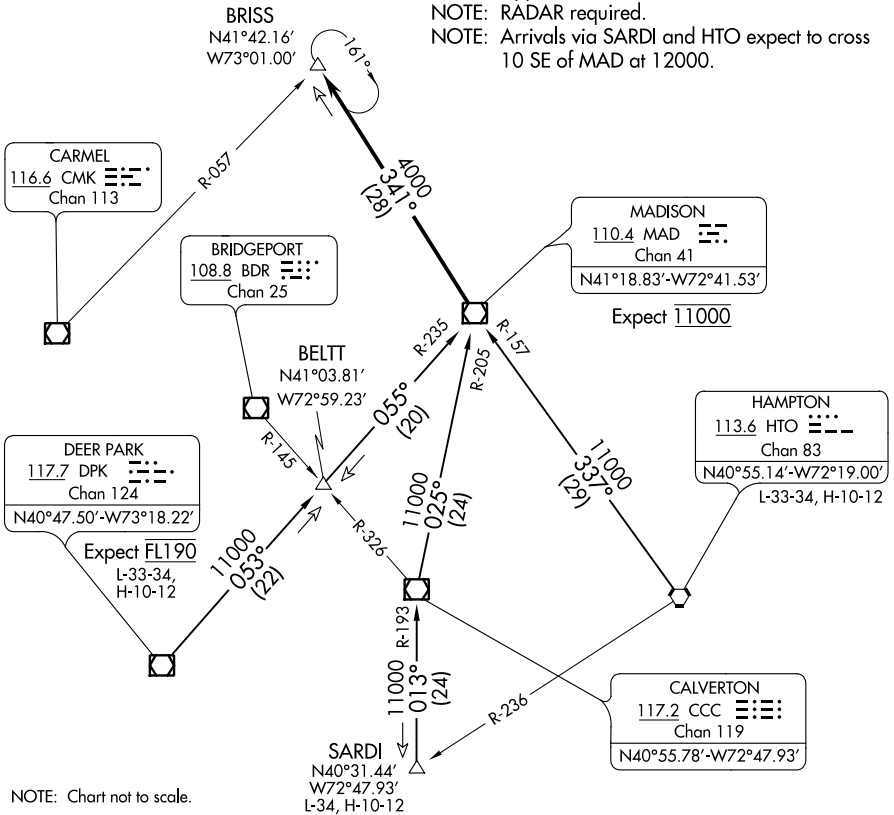 NOTE: RADAR required.
NOTE: Arrivals via SARDI and HTO expect to cross
10 SE of MAD at 12000.
BRISS
N41°42.16'
W73°01.00'
161°
R-057
4000
341°
(28)
CARMEL
116.6 CMK
Chan 113
BRIDGEPORT
108.8 BDR
Chan 25
MADISON
110.4 MAD
Chan 41
N41°18.83'-W72°41.53'
Expect 11000
BELTT
N41°03.81'
W72°59.23'
R-235
R-205
R-157
055°
(20)
R-145
DEER PARK
117.7 DPK
Chan 124
N40°47.50'-W73°18.22'
Expect FL190
L-33-34,
H-10-12
11000
053°
(22)
R-326
11000
025°
(24)
11000
337°
(29)
HAMPTON
113.6 HTO
Chan 83
N40°55.14'-W72°19.00'
L-33-34, H-10-12
R-193
11000
013°
(24)
R-236
CALVERTON
117.2 CCC
Chan 119
N40°55.78'-W72°47.93'
SARDI
N40°31.44'
W72°47.93'
L-34, H-10-12
NOTE: Chart not to scale.